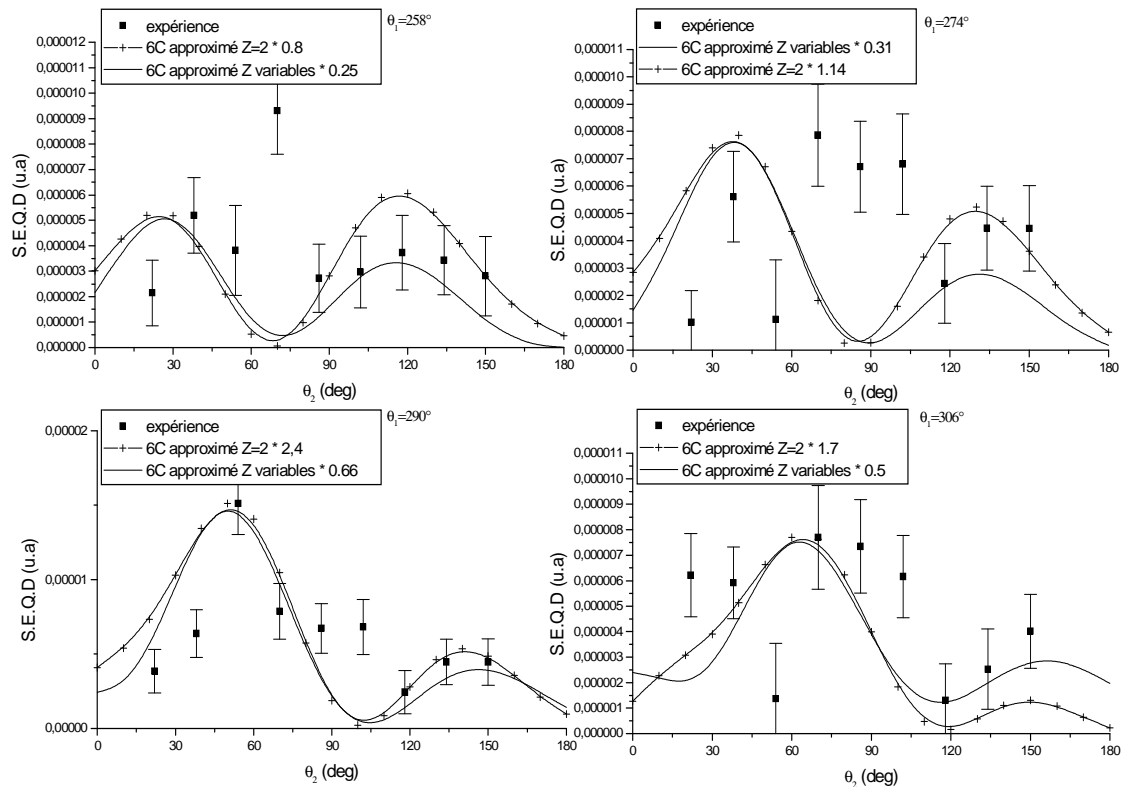 expérience
6C approximé Z=2 * 0.8
6C approximé Z variables * 0.25
θ1=258°
0,000012
0,000011
0,000010
0,000009
0,000008
0,000007
0,000006
0,000005
0,000004
0,000003
0,000002
0,000001
0,000000
S.E.Q.D (u.a)
0 30 60 90 120 150 180
θ2 (deg)
expérience
6C approximé Z variables * 0.31
6C approximé Z=2 * 1.14
θ1=274°
0,000011
0,000010
0,000009
0,000008
0,000007
0,000006
0,000005
0,000004
0,000003
0,000002
0,000001
0,000000
S.E.Q.D (u.a)
0 30 60 90 120 150 180
θ2 (deg)
expérience
6C approximé Z=2 * 2,4
6C approximé Z variables * 0.66
θ1=290°
0,00002
0,00001
0,00000
S.E.Q.D (u.a)
0 30 60 90 120 150 180
θ2 (deg)
expérience
6C approximé Z=2 * 1.7
6C approximé Z variables * 0.5
θ1=306°
0,000011
0,000010
0,000009
0,000008
0,000007
0,000006
0,000005
0,000004
0,000003
0,000002
0,000001
0,000000
S.E.Q.D (u.a)
0 30 60 90 120 150 180
θ2 (deg)